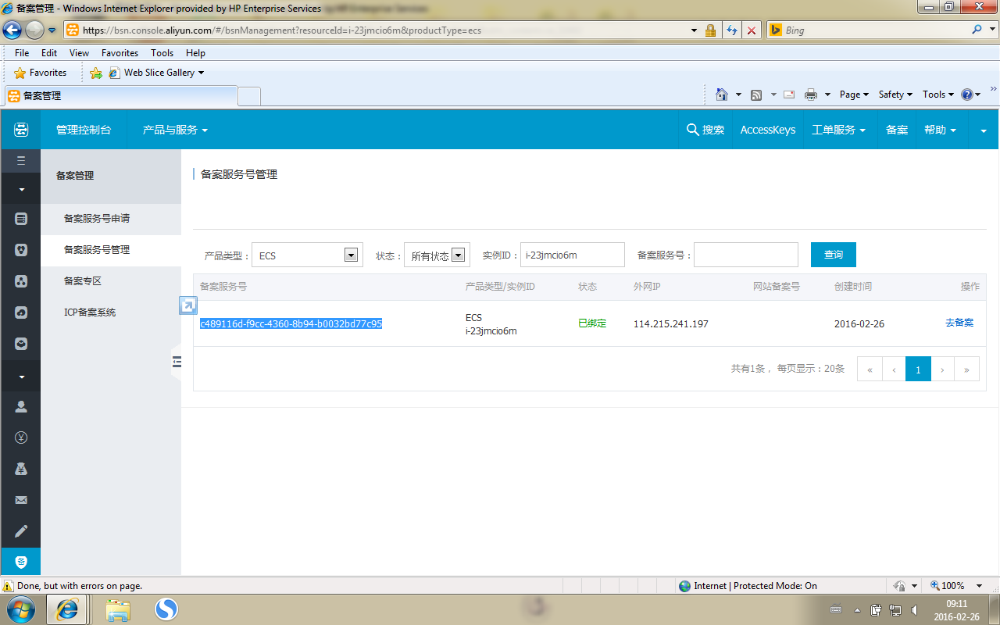 备案管理 - Windows Internet Explorer provided by HP Enterprise Services
https://bsn.console.aliyun.com/#/bsnManagement?resourceId=i-23jmcio6m&productType=ecs
Bing
File Edit View Favorites Tools Help
Favorites Web Slice Gallery
备案管理
Page Safety Tools
管理控制台 产品与服务 搜索 AccessKeys 工单服务 备案 帮助
备案管理
备案服务号申请
备案服务号管理
备案专区
ICP备案系统
备案服务号管理
产品类型： ECS 状态： 所有状态 实例ID： i-23jmcio6m 备案服务号： 查询
备案服务号 产品类型/实例ID 状态 外网IP 网站备案号 创建时间 操作
c489116d-f9cc-4360-8b94-b0032bd77c95 ECS 已绑定 114.215.241.197 2016-02-26 去备案
i-23jmcio6m
共有1条， 每页显示：20条 « ‹ 1 › »
Done, but with errors on page. Internet | Protected Mode: On 100%
09:11
2016-02-26